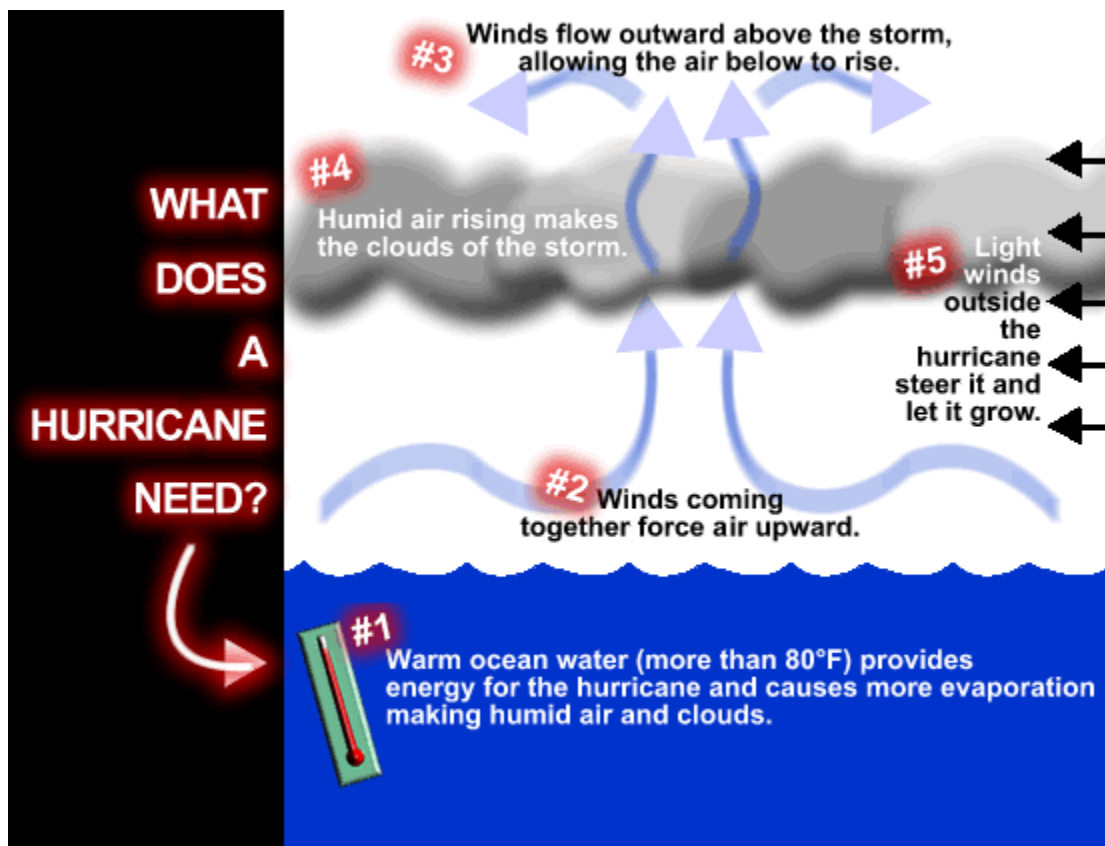 WHAT
DOES
A
HURRICANE
NEED?
#1
Warm ocean water (more than 80°F) provides
energy for the hurricane and causes more evaporation
making humid air and clouds.
#2
Winds coming
together force air upward.
#3
Winds flow outward above the storm,
allowing the air below to rise.
#4
Humid air rising makes
the clouds of the storm.
#5
Light
winds
outside
the
hurricane
steer it and
let it grow.